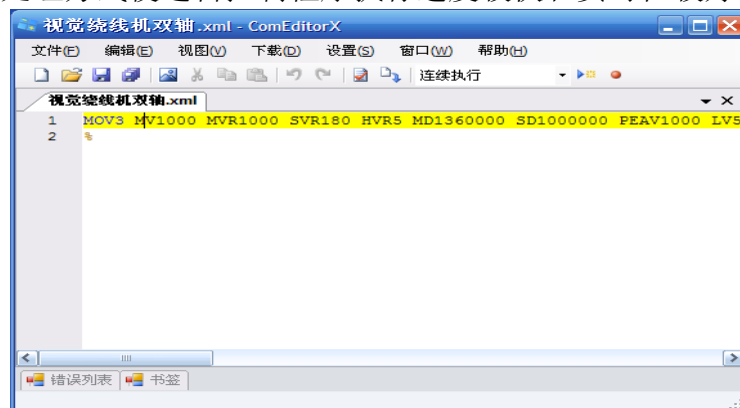 视觉绕线机双轴.xml - ComEditorX
文件(F) 编辑(E) 视图(V) 下载(D) 设置(S) 窗口(W) 帮助(H)
连续执行
视觉绕线机双轴.xml
1 MOV3 MV1000 MVR1000 SVR180 HVR5 MD1360000 SD1000000 PEAV1000 LV5
2 %
错误列表 书签